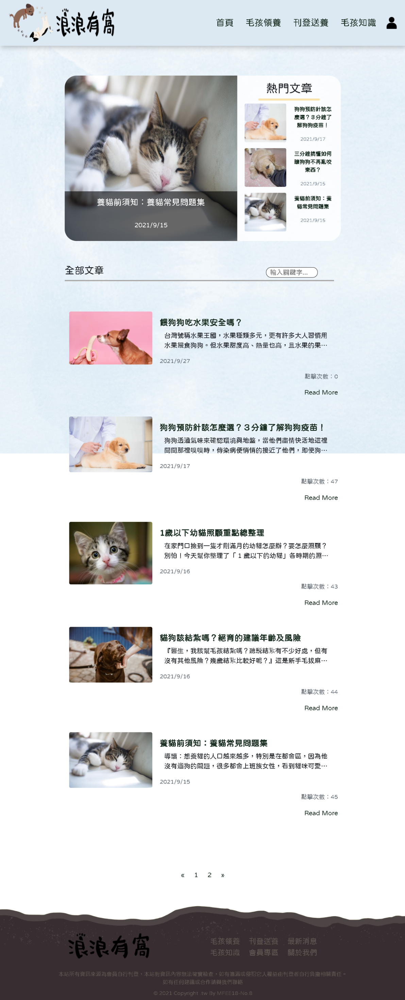 浪浪有窩
首頁 毛孩領養 刊登送養 毛孩知識
熱門文章
狗狗預防針該怎
麼選？３分鐘了
解狗狗疫苗！
2021/9/17
三分鐘搞懂如何
讓狗狗不再亂咬
東西？
2021/9/15
養貓前須知：養
貓常見問題集
2021/9/15
養貓前須知：養貓常見問題集
2021/9/15
全部文章
輸入關鍵字...
餵狗狗吃水果安全嗎？
台灣號稱水果王國，水果種類多元，更有許多大人習慣用
水果餵食狗狗。但水果甜度高、熱量也高，且水果的果…
2021/9/27
點擊次數：0
Read More
狗狗預防針該怎麼選？３分鐘了解狗狗疫苗！
狗狗透過氣味來確認環境與地盤，當他們盡情快活地這裡
聞聞那裡嗅嗅時，傳染病便悄悄的接近了他們，即使狗…
2021/9/17
點擊次數：47
Read More
1歲以下幼貓照顧重點總整理
在家門口撿到一隻才剛滿月的幼貓怎麼辦？要怎麼照顧？
別怕！今天幫你整理了「 1 歲以下的幼貓」各時期的照…
2021/9/16
點擊次數：43
Read More
貓狗該結紮嗎？絕育的建議年齡及風險
『醫生，我該幫毛孩結紮嗎？聽說結紥有不少好處，但有
沒有其他風險？幾歲結紥比較好呢？』這是新手毛拔麻…
2021/9/16
點擊次數：44
Read More
養貓前須知：養貓常見問題集
導讀：想養貓的人口越來越多，特別是在都會區，因為他
沒有遛狗的問題，很多都會上班族女性，看到貓咪可愛…
2021/9/15
點擊次數：45
Read More
« 1 2 »
浪浪有窩
毛孩領養 刊登送養 最新消息
毛孩知識 會員專區 關於我們
本站所有資訊來源為會員自行刊登，本站對資訊內容無法確實檢查，如有遺漏或侵犯它人權益由刊登者自行負擔相關責任。
如有任何建議或合作請與我們聯絡
© 2021 Copyright .tw By MFEE18-No.8